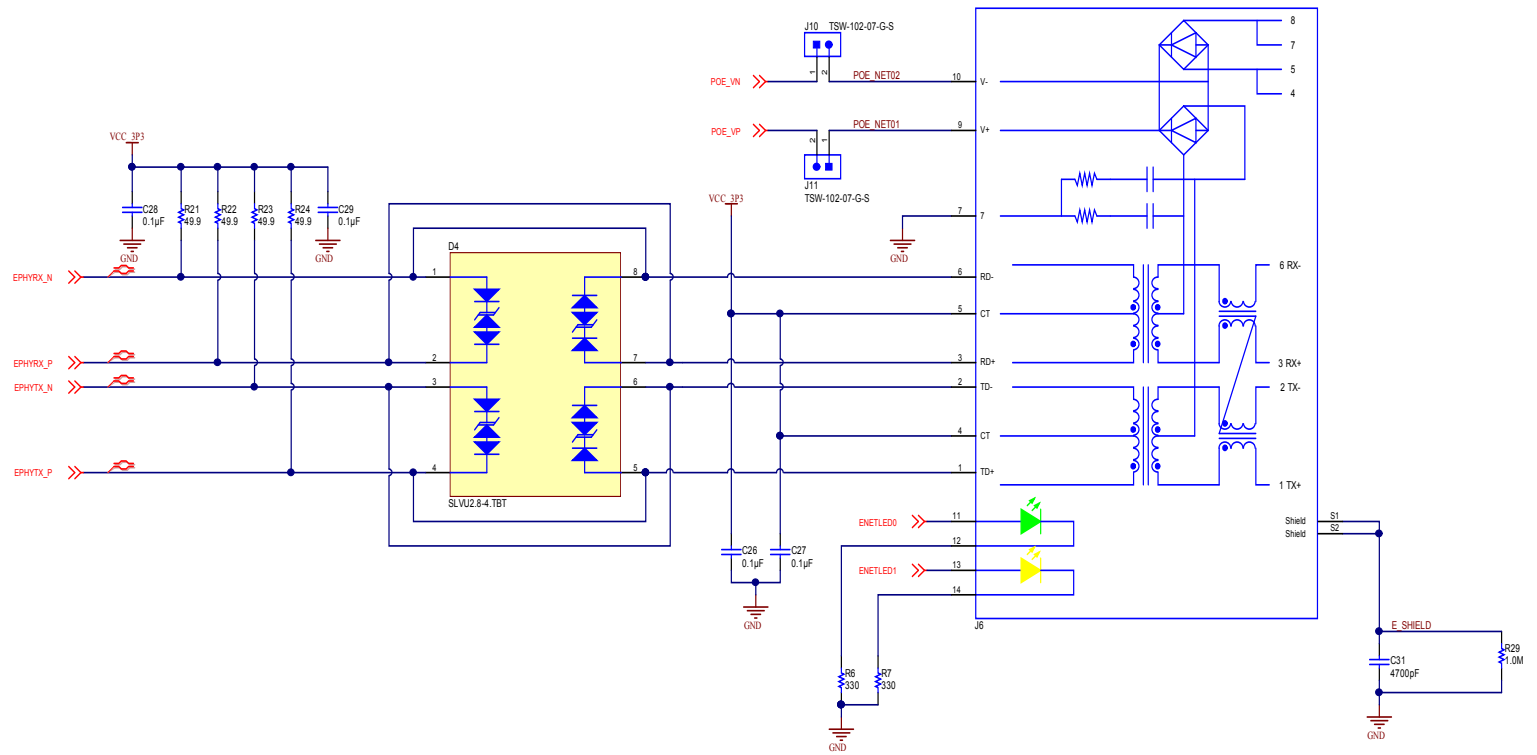 J10 TSW-102-07-G-S
1 2
POE_VN
POE_NET02
10 V-
POE_VP
POE_NET01
9 V+
2 1
J11
TSW-102-07-G-S
8
7
5
4
VCC_3P3
C28
0.1µF
R21
49.9
R22
49.9
R23
49.9
R24
49.9
C29
0.1µF
GND
GND
VCC_3P3
7 7
GND
D4
EPHYRX_N
1
8
6 RD-
6 RX-
5 CT
EPHYRX_P
2
7
3 RD+
3 RX+
EPHYTX_N
3
6
2 TD-
2 TX-
4 CT
EPHYTX_P
4
5
1 TD+
1 TX+
SLVU2.8-4.TBT
ENETLED0
11
12
ENETLED1
13
14
Shield S1
Shield S2
C26
0.1µF
C27
0.1µF
GND
J6
E_SHIELD
R29
1.0M
C31
4700pF
R6
330
R7
330
GND
GND